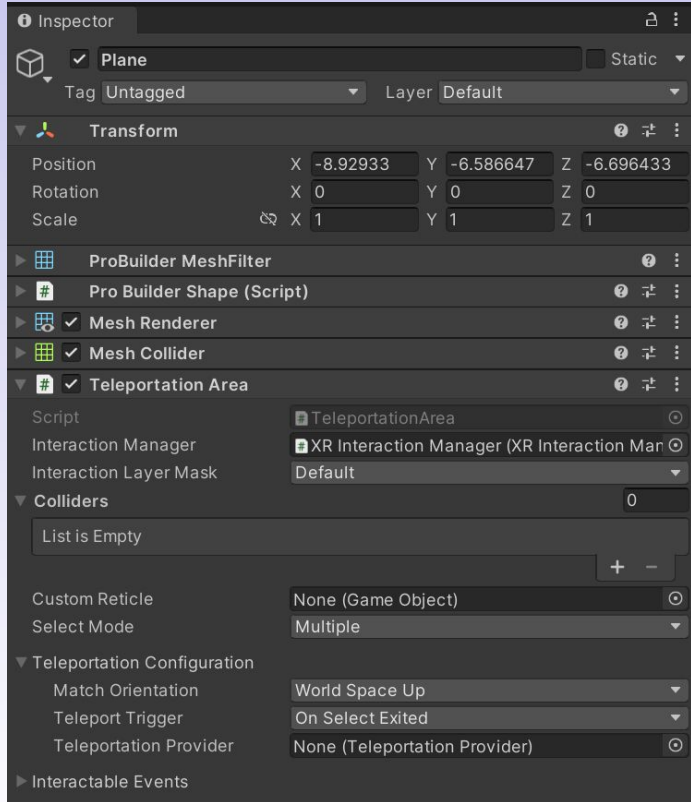 Inspector
Plane Static
Tag Untagged Layer Default
Transform
Position X -8.92933 Y -6.586647 Z -6.696433
Rotation X 0 Y 0 Z 0
Scale X 1 Y 1 Z 1
ProBuilder MeshFilter
# Pro Builder Shape (Script)
Mesh Renderer
Mesh Collider
# Teleportation Area
Script # TeleportationArea
Interaction Manager # XR Interaction Manager (XR Interaction Man
Interaction Layer Mask Default
Colliders 0
List is Empty
+ −
Custom Reticle None (Game Object)
Select Mode Multiple
Teleportation Configuration
Match Orientation World Space Up
Teleport Trigger On Select Exited
Teleportation Provider None (Teleportation Provider)
Interactable Events